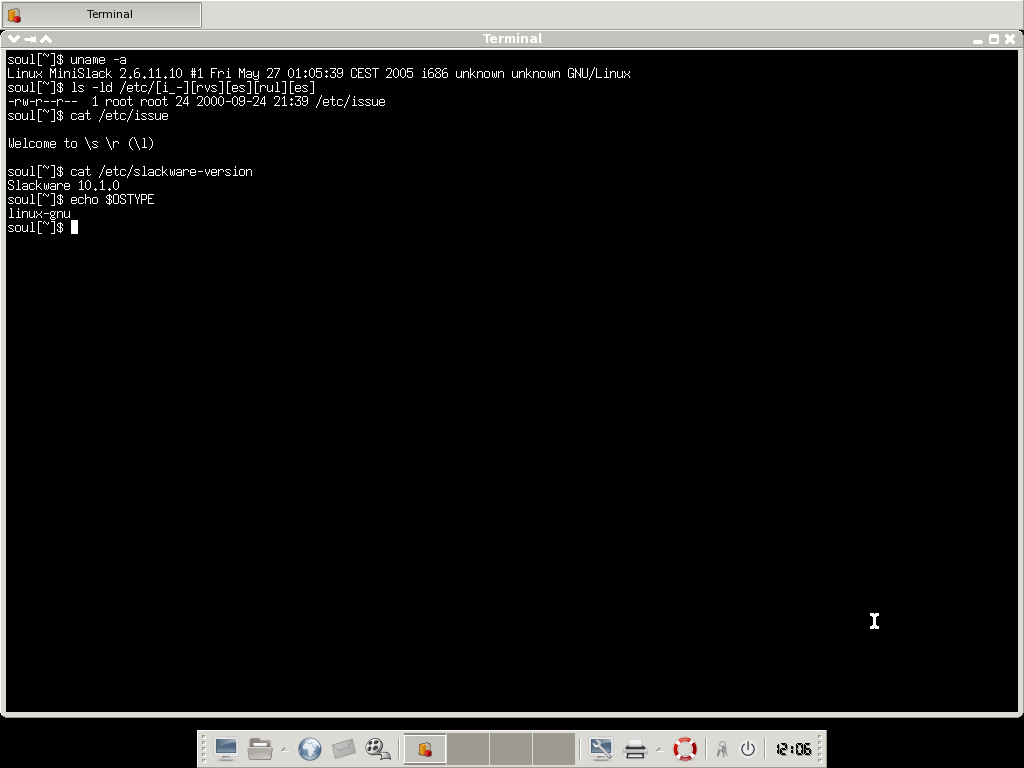 Terminal
Terminal
soul[~]$ uname -a
Linux MiniSlack 2.6.11.10 #1 Fri May 27 01:05:39 CEST 2005 i686 unknown unknown GNU/Linux
soul[~]$ ls -ld /etc/[i_-][rvs][es][rul][es]
-rw-r--r--  1 root root 24 2000-09-24 21:39 /etc/issue
soul[~]$ cat /etc/issue
Welcome to \s \r (\l)
soul[~]$ cat /etc/slackware-version
Slackware 10.1.0
soul[~]$ echo $OSTYPE
linux-gnu
soul[~]$
12:06